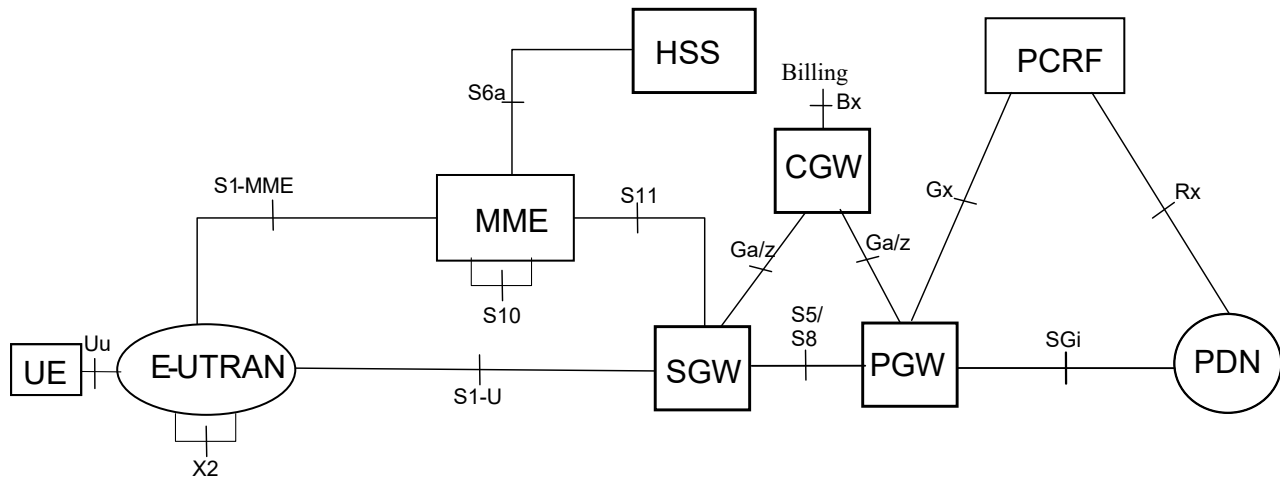 HSS
PCRF
Billing
S6a
Bx
CGW
S1-MME
S11
Gx
Rx
MME
Ga/z
Ga/z
S10
S5/
S8
Uu
SGi
UE
E-UTRAN
SGW
PGW
PDN
S1-U
X2